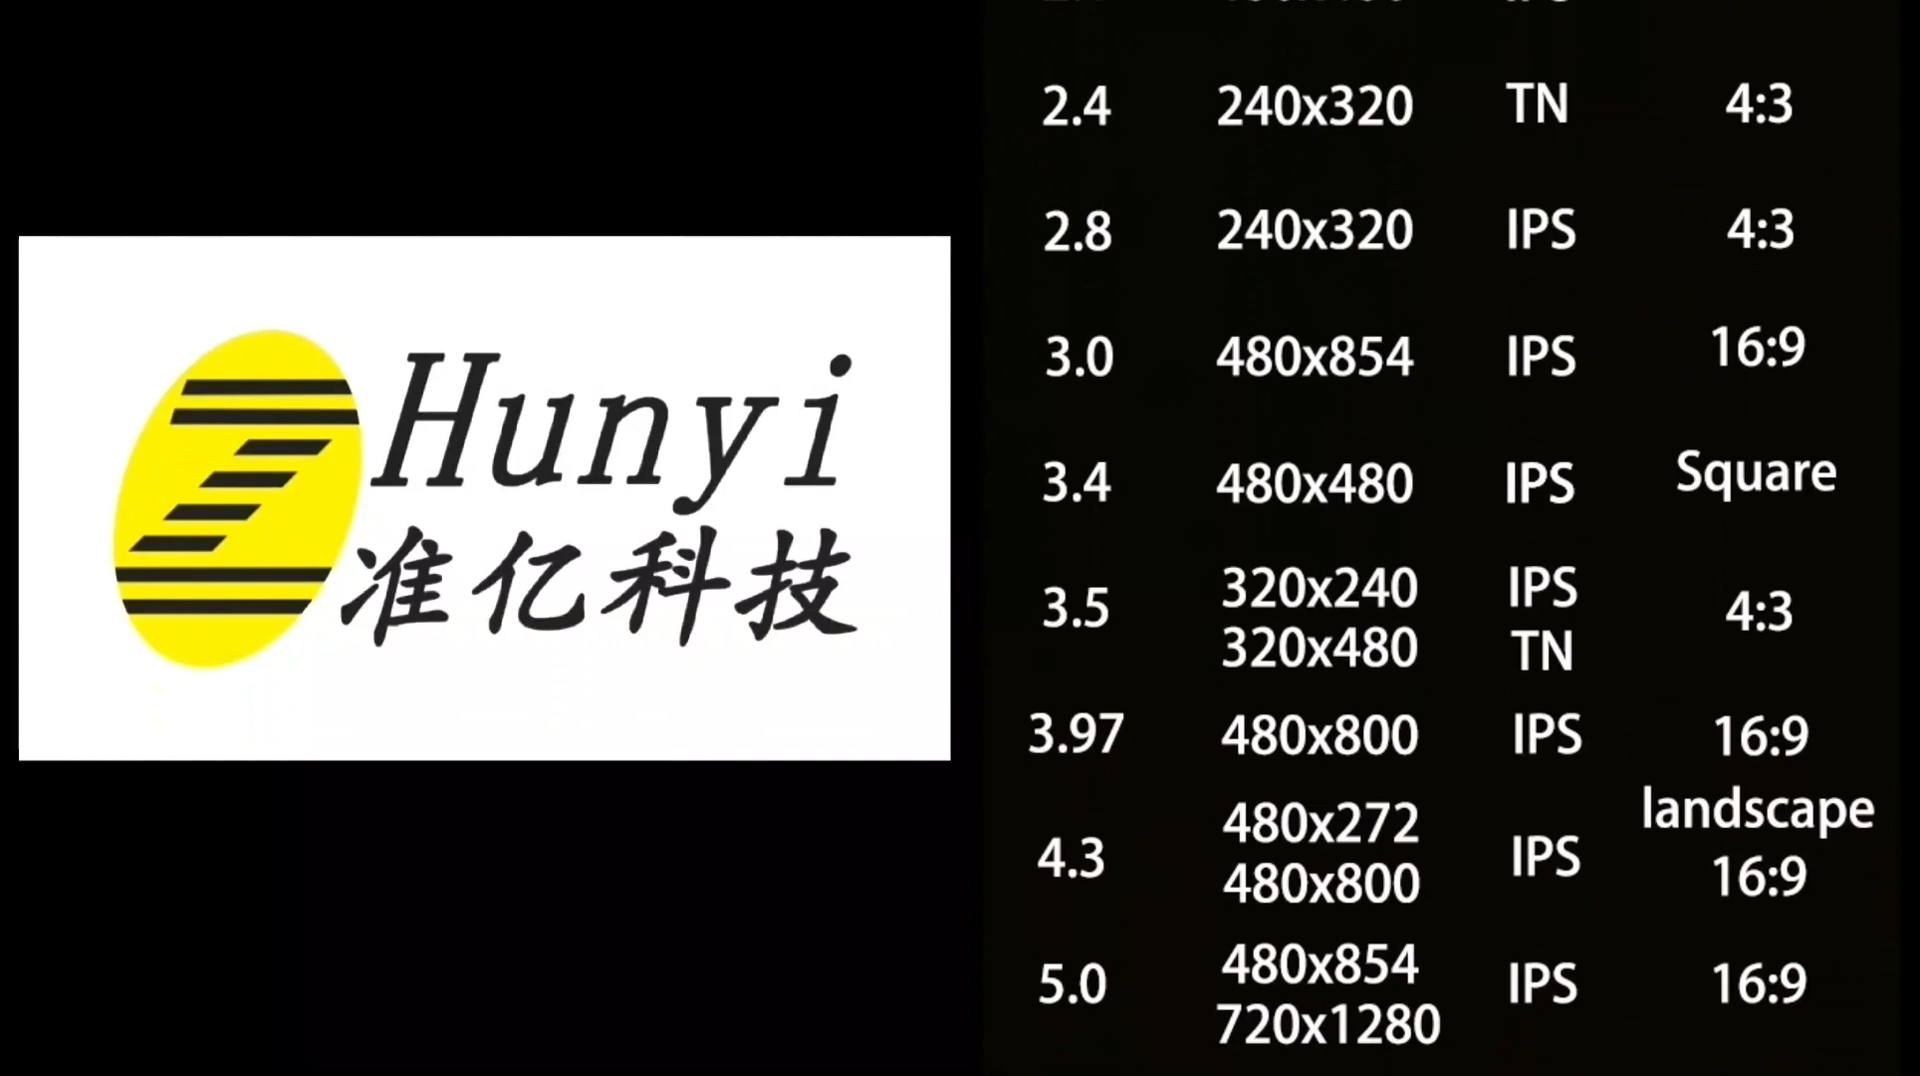 Hunyi
准亿科技
2.4 240x320 TN 4:3
2.8 240x320 IPS 4:3
3.0 480x854 IPS 16:9
3.4 480x480 IPS Square
3.5 320x240 IPS 4:3
320x480 TN
3.97 480x800 IPS 16:9
4.3 480x272 IPS landscape
480x800 16:9
5.0 480x854 IPS 16:9
720x1280